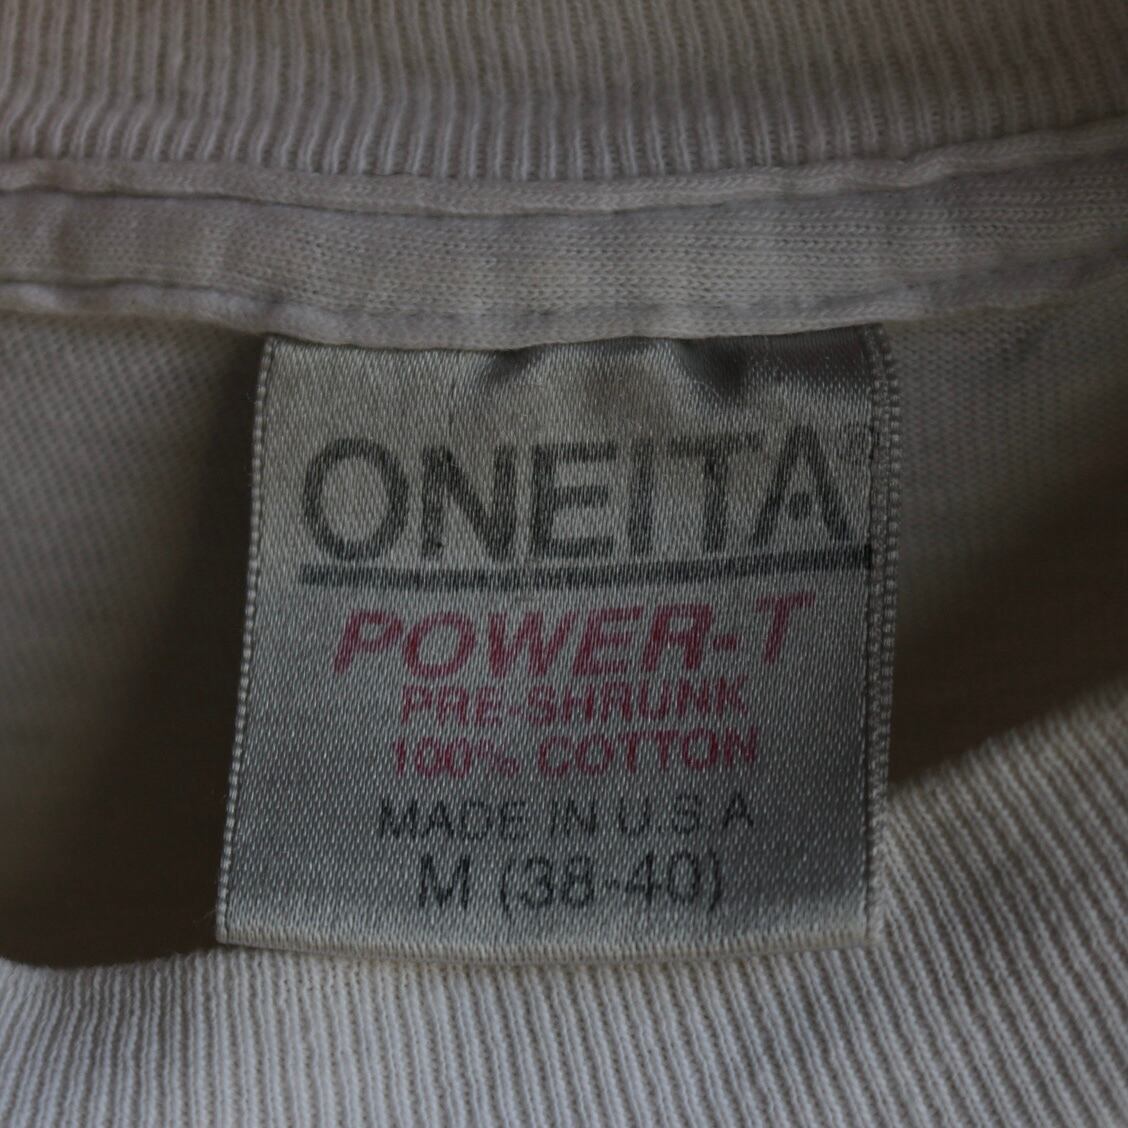 ONEITA
POWER-T
PRE-SHRUNK
100% COTTON
MADE IN U.S.A
M (38-40)